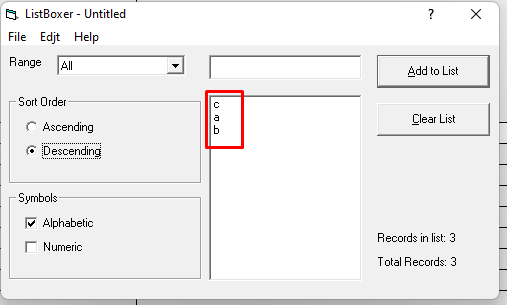 ListBoxer - Untitled
File Edjt Help
Range All Add to List
Sort Order
Ascending
Descending
c
a
b
Clear List
Symbols
Alphabetic
Numeric
Records in list: 3
Total Records: 3